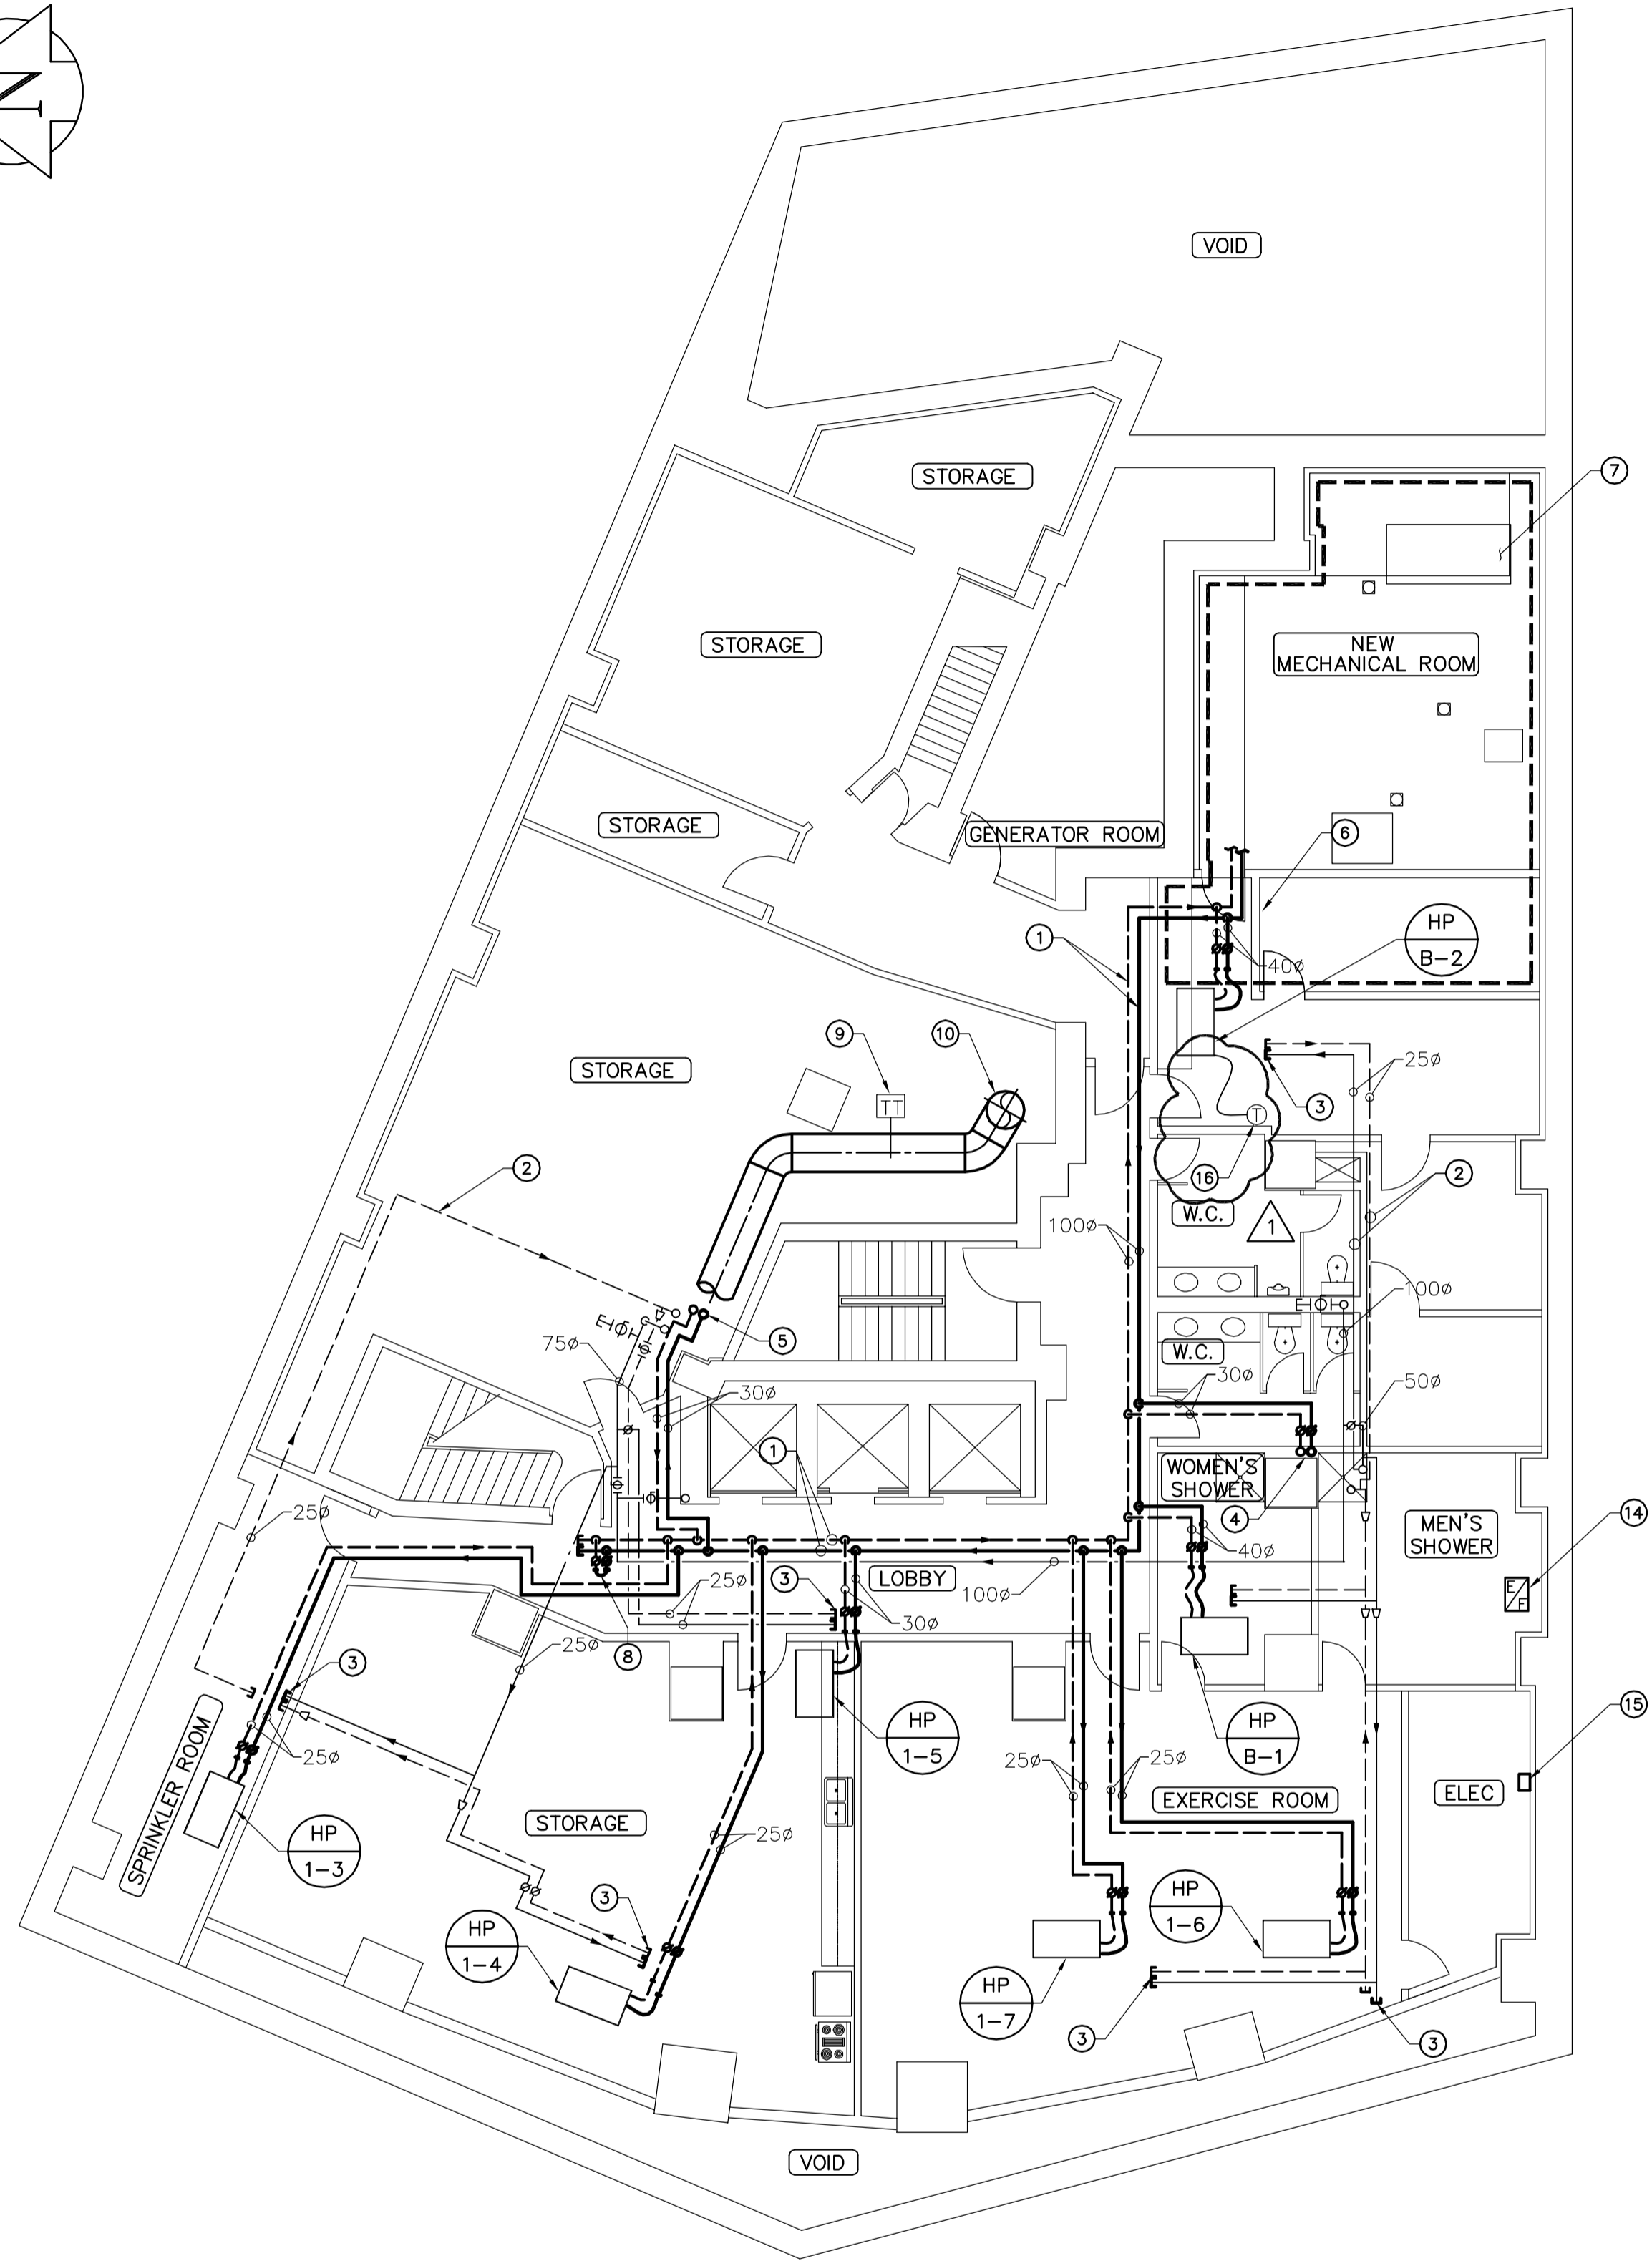 N
VOID
STORAGE
7
STORAGE
NEW
MECHANICAL ROOM
STORAGE
GENERATOR ROOM
6
1
HP
B-2
40ø
9
10
STORAGE
25ø
3
2
16
2
W.C.
1
100ø
100ø
5
75ø
W.C.
30ø
50ø
30ø
1
WOMEN'S
SHOWER
25ø
4
MEN'S
SHOWER
14
40ø
E
F
TT
T
LOBBY
3
25ø
100ø
30ø
25ø
8
3
15
HP
1-5
HP
B-1
SPRINKLER ROOM
25ø
25ø
25ø
EXERCISE ROOM
ELEC
STORAGE
25ø
HP
1-3
3
HP
1-6
HP
1-4
HP
1-7
3
3
VOID